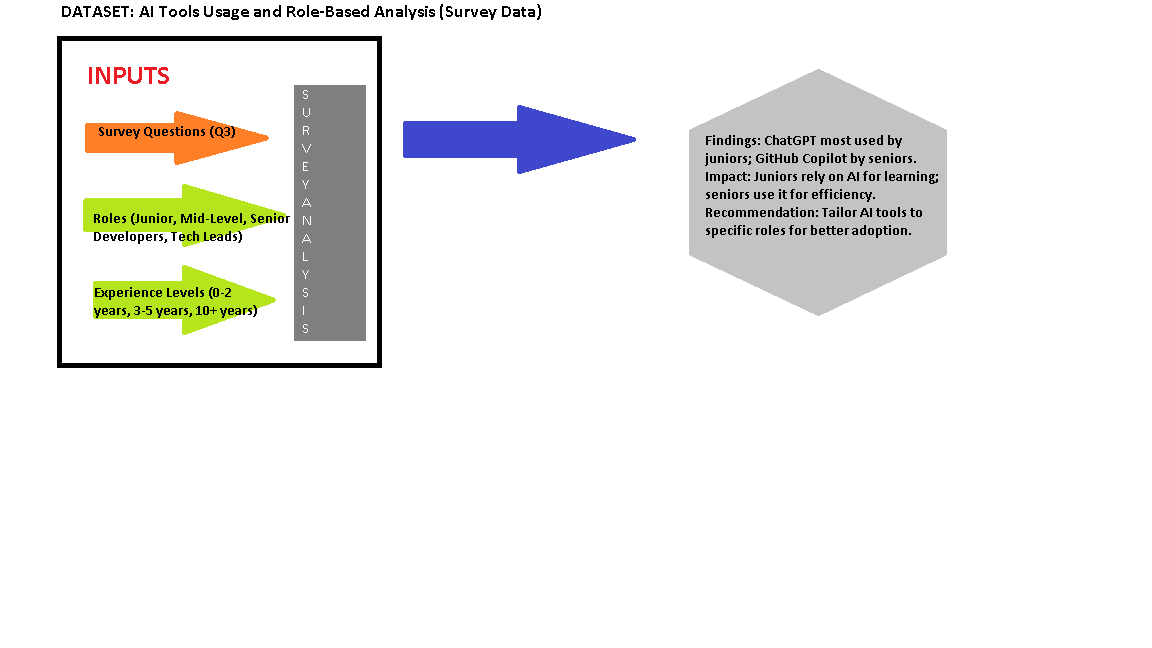 DATASET: AI Tools Usage and Role-Based Analysis (Survey Data)
INPUTS
Survey Questions (Q3)
Roles (Junior, Mid-Level, Senior
Developers, Tech Leads)
Experience Levels (0-2
years, 3-5 years, 10+ years)
S
U
R
V
E
Y
A
N
A
L
Y
S
I
S
Findings: ChatGPT most used by
juniors; GitHub Copilot by seniors.
Impact: Juniors rely on AI for learning;
seniors use it for efficiency.
Recommendation: Tailor AI tools to
specific roles for better adoption.